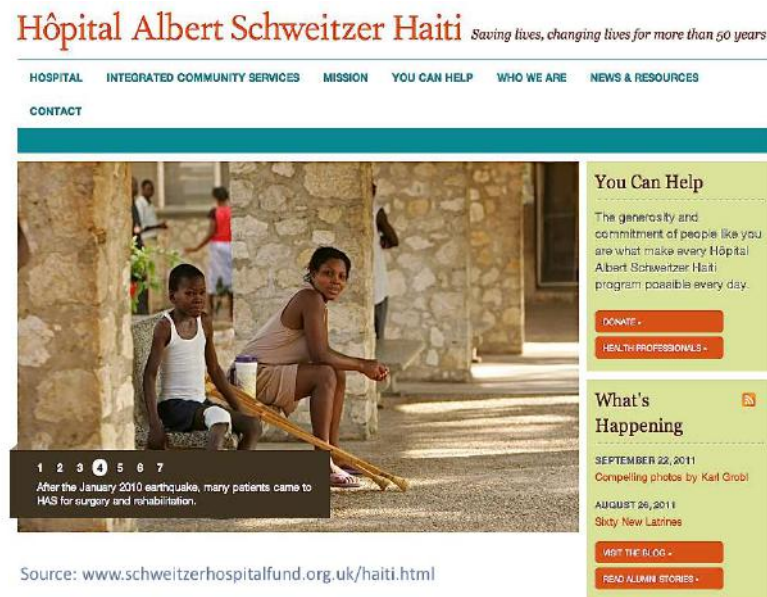 Hôpital Albert Schweitzer Haiti Saving lives, changing lives for more than 50 years
HOSPITAL INTEGRATED COMMUNITY SERVICES MISSION YOU CAN HELP WHO WE ARE NEWS & RESOURCES
CONTACT
You Can Help
The generosity and
commitment of people like you
are what make every Hôpital
Albert Schweitzer Haiti
program possible every day.
DONATE
HEALTH PROFESSIONALS
1 2 3 4 5 6 7
After the January 2010 earthquake, many patients came to
HAS for surgery and rehabilitation.
What's
Happening
SEPTEMBER 22, 2011
Compelling photos by Karl Grobl
AUGUST 26, 2011
Sixty New Latrines
VISIT THE BLOG
READ ALUMNI STORIES
Source: www.schweitzerhospitalfund.org.uk/haiti.html